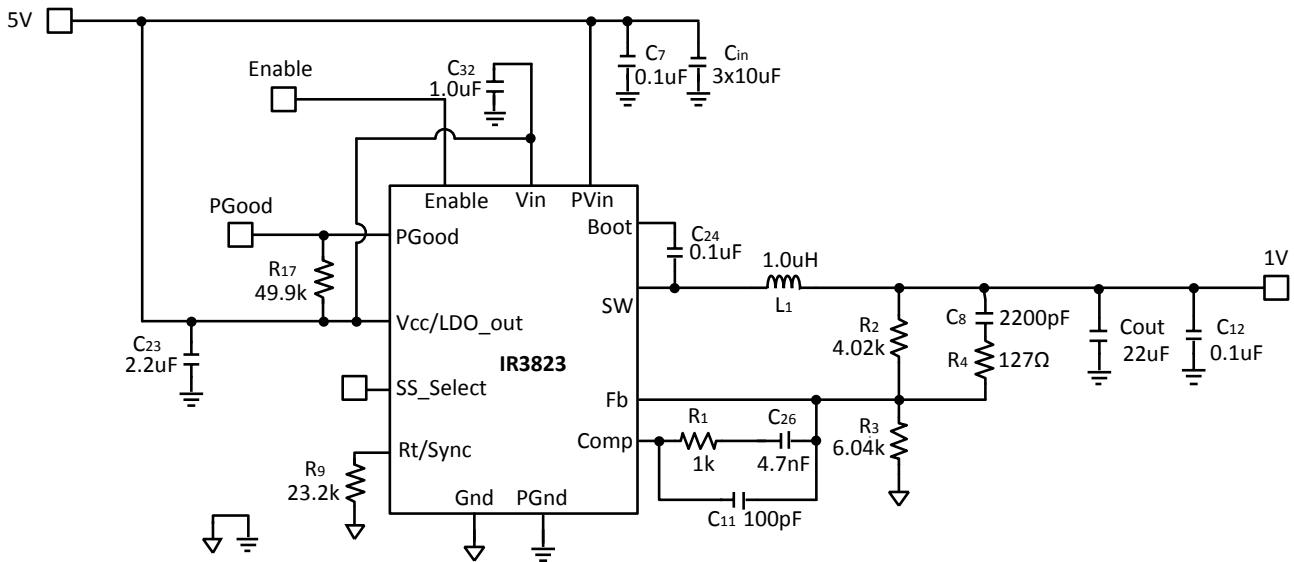 5V
C7
0.1uF
Cin
3x10uF
C32
1.0uF
Enable
Enable
Vin
PVin
PGood
PGood
Boot
C24
0.1uF
R17
49.9k
1.0uH
L1
1V
SW
Vcc/LDO_out
C23
2.2uF
IR3823
R2
4.02k
C8
2200pF
R4
127Ω
Cout
22uF
C12
0.1uF
SS_Select
Fb
Comp
R1
1k
C26
4.7nF
R3
6.04k
Rt/Sync
R9
23.2k
Gnd
PGnd
C11
100pF